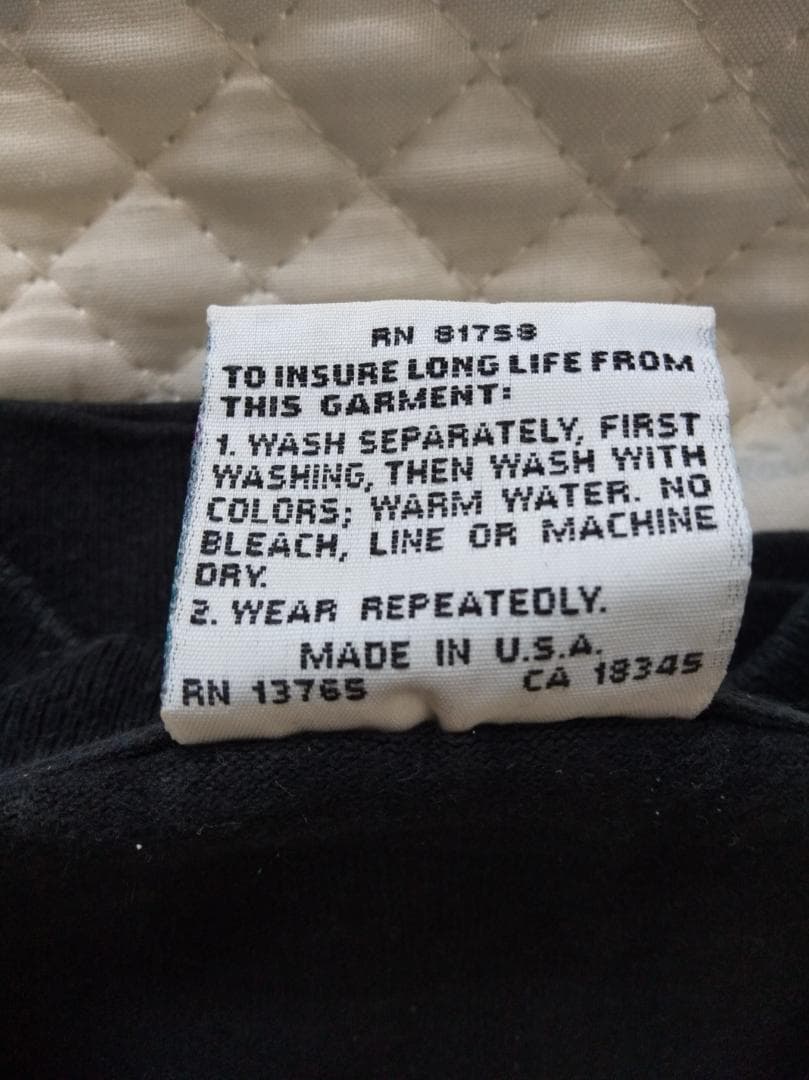 RN 81758
TO INSURE LONG LIFE FROM
THIS GARMENT:
1. WASH SEPARATELY, FIRST
WASHING, THEN WASH WITH
COLORS; WARM WATER. NO
BLEACH, LINE OR MACHINE
DRY.
2. WEAR REPEATEDLY.
MADE IN U.S.A.
RN 13765 CA 18345